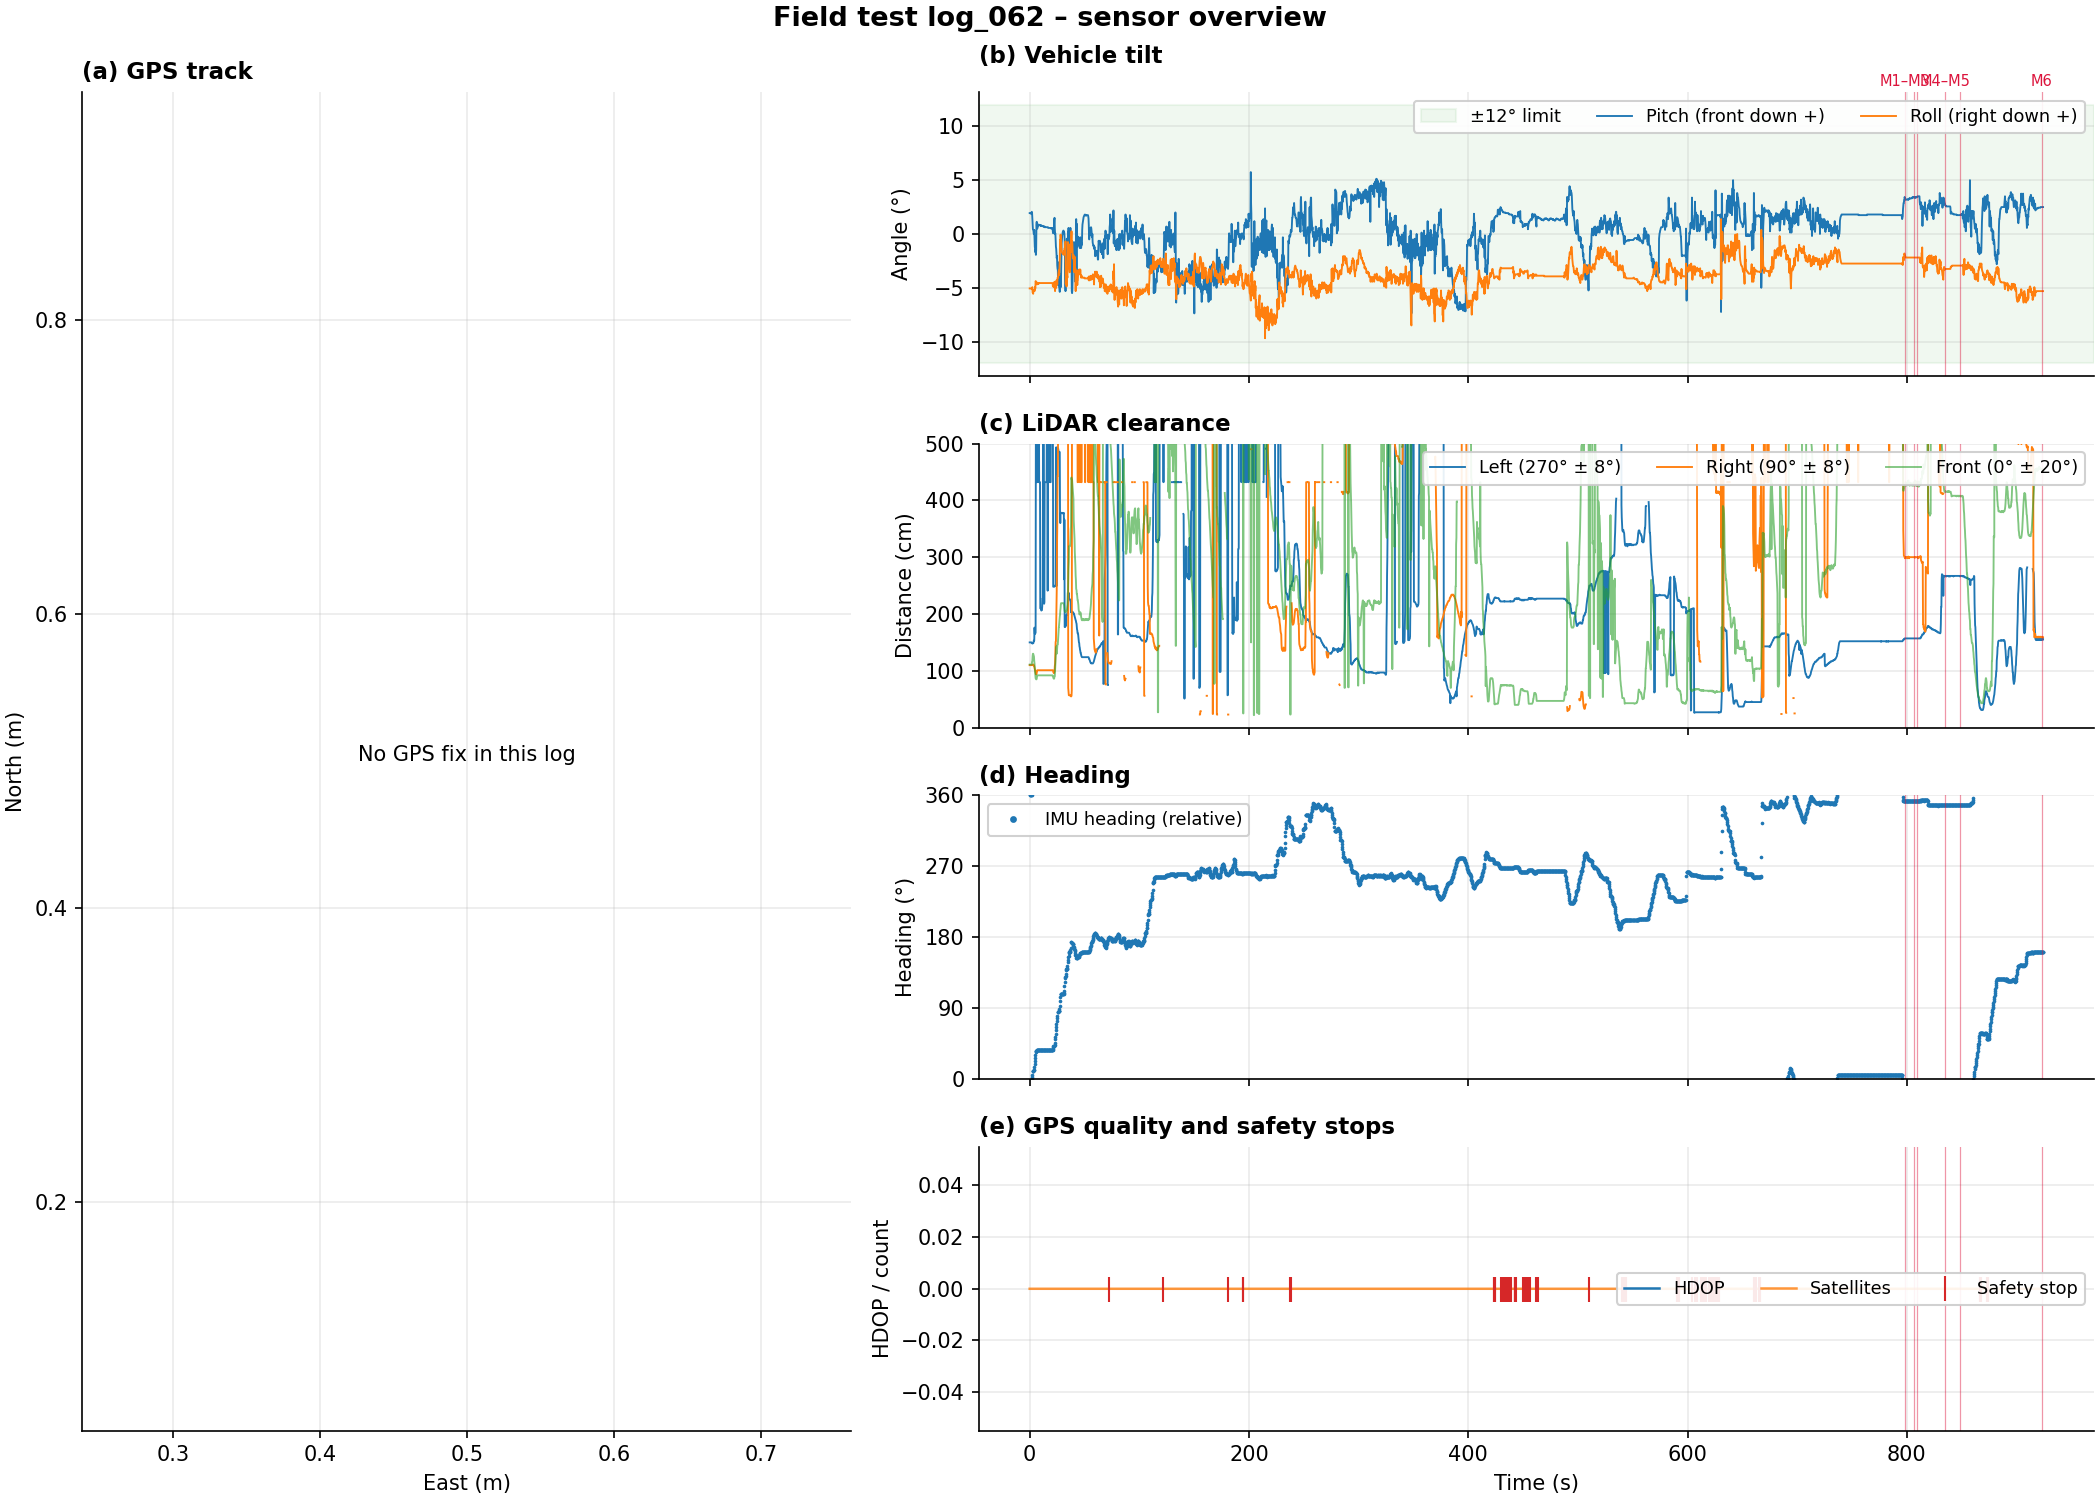 Field test log_062 – sensor overview
(a) GPS track
North (m)
0.8
0.6
0.4
0.2
No GPS fix in this log
0.3 0.4 0.5 0.6 0.7
East (m)
(b) Vehicle tilt
M1–M3 M4–M5 M6
±12° limit Pitch (front down +) Roll (right down +)
Angle (°)
10
5
0
−5
−10
(c) LiDAR clearance
Left (270° ± 8°) Right (90° ± 8°) Front (0° ± 20°)
Distance (cm)
500
400
300
200
100
0
(d) Heading
IMU heading (relative)
Heading (°)
360
270
180
90
0
(e) GPS quality and safety stops
HDOP / count
0.04
0.02
0.00
−0.02
−0.04
HDOP Satellites Safety stop
0 200 400 600 800
Time (s)